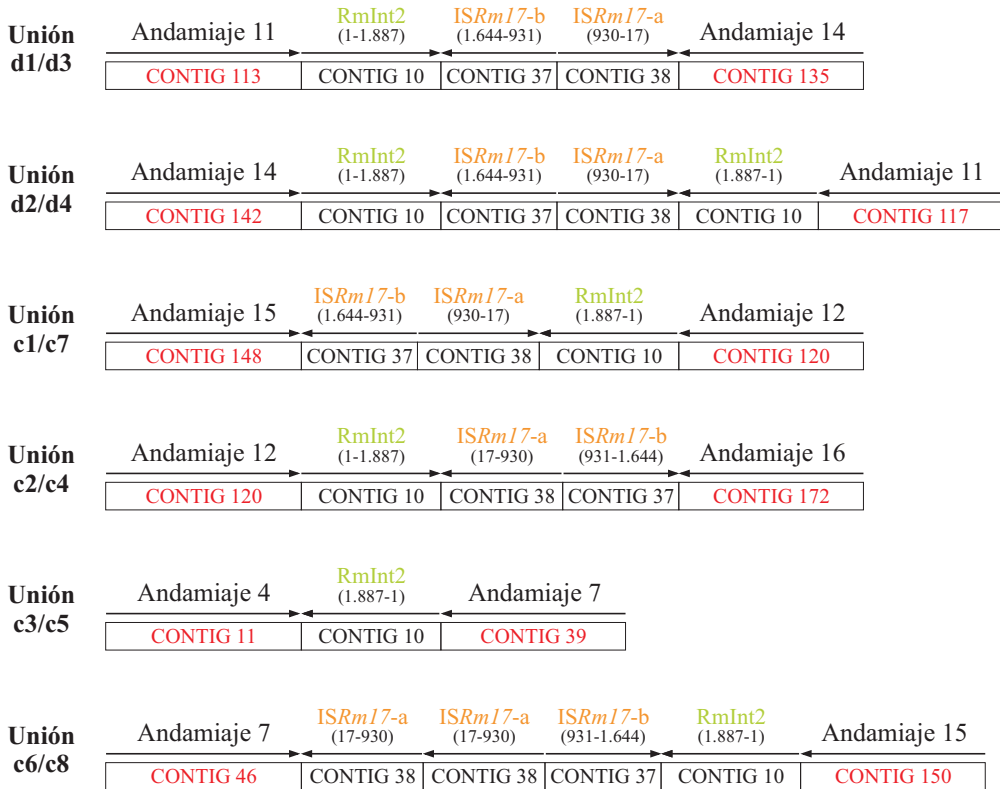 RmInt2 ISRm17-b ISRm17-a
Unión Andamiaje 11 (1-1.887) (1.644-931) (930-17) Andamiaje 14
d1/d3 CONTIG 113 CONTIG 10 CONTIG 37 CONTIG 38 CONTIG 135
RmInt2 ISRm17-b ISRm17-a RmInt2
Unión Andamiaje 14 (1-1.887) (1.644-931) (930-17) (1.887-1) Andamiaje 11
d2/d4 CONTIG 142 CONTIG 10 CONTIG 37 CONTIG 38 CONTIG 10 CONTIG 117
ISRm17-b ISRm17-a RmInt2
Unión Andamiaje 15 (1.644-931) (930-17) (1.887-1) Andamiaje 12
c1/c7 CONTIG 148 CONTIG 37 CONTIG 38 CONTIG 10 CONTIG 120
RmInt2 ISRm17-a ISRm17-b
Unión Andamiaje 12 (1-1.887) (17-930) (931-1.644) Andamiaje 16
c2/c4 CONTIG 120 CONTIG 10 CONTIG 38 CONTIG 37 CONTIG 172
RmInt2
Unión Andamiaje 4 (1.887-1) Andamiaje 7
c3/c5 CONTIG 11 CONTIG 10 CONTIG 39
ISRm17-a ISRm17-a ISRm17-b RmInt2
Unión Andamiaje 7 (17-930) (17-930) (931-1.644) (1.887-1) Andamiaje 15
c6/c8 CONTIG 46 CONTIG 38 CONTIG 38 CONTIG 37 CONTIG 10 CONTIG 150